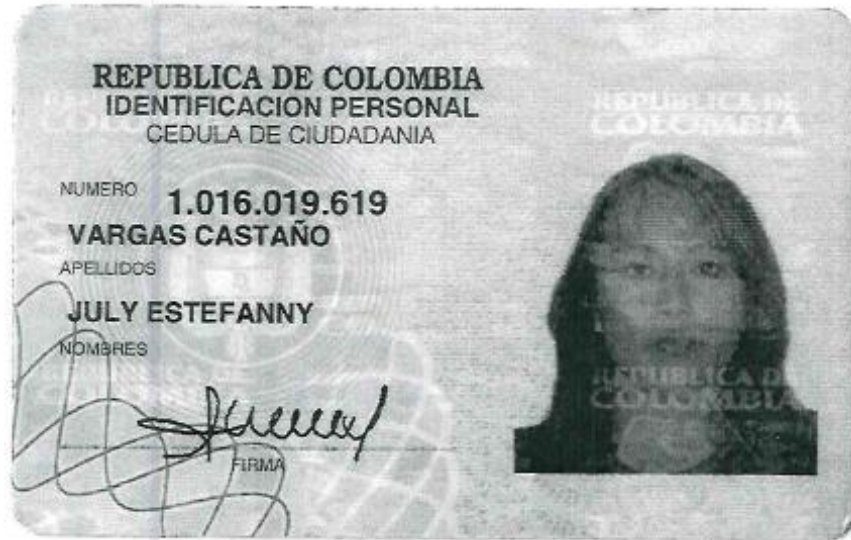 REPUBLICA DE COLOMBIA
IDENTIFICACION PERSONAL
CEDULA DE CIUDADANIA
NUMERO 1.016.019.619
VARGAS CASTAÑO
APELLIDOS
JULY ESTEFANNY
NOMBRES
FIRMA
REPUBLICA DE
COLOMBIA
REPUBLICA DE
COLOMBIA